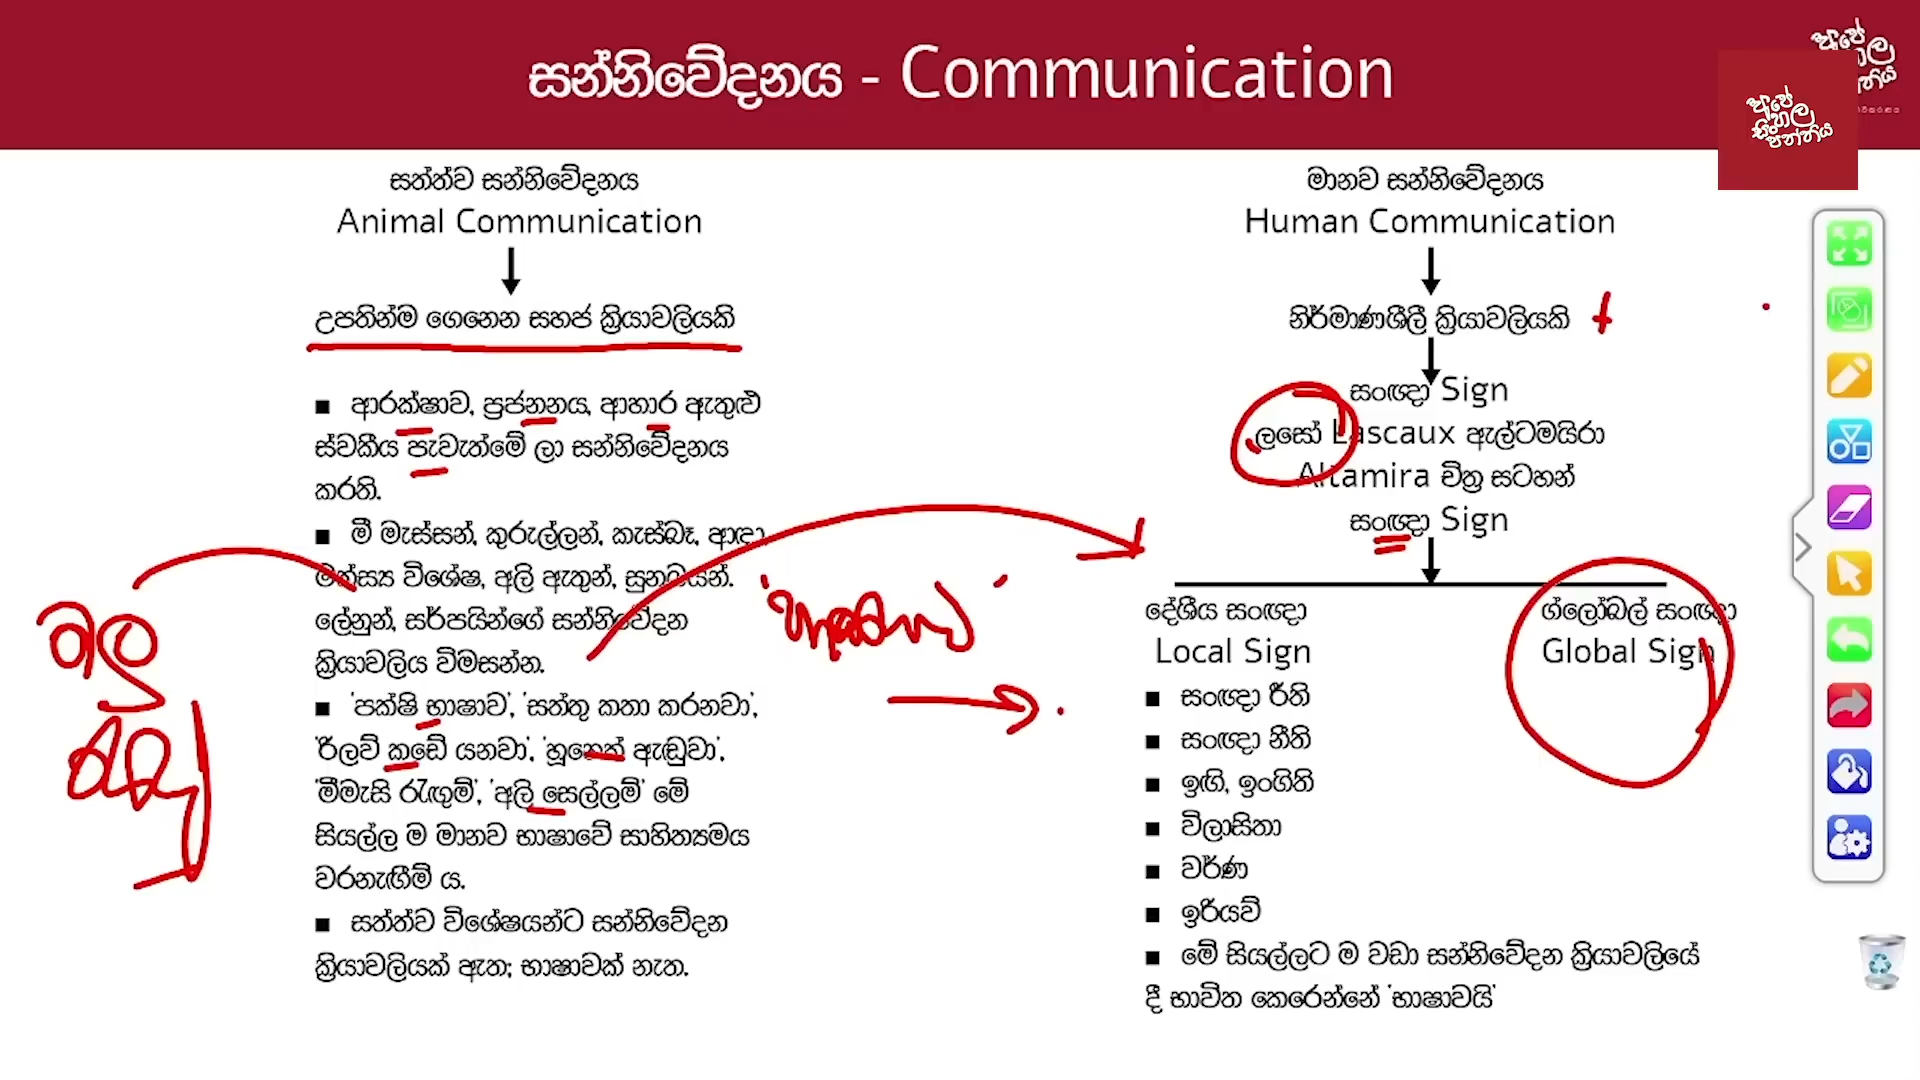 සන්නිවේදනය - Communication
අපේ
සිංහල
පන්තිය
සත්ත්ව සන්නිවේදනය
Animal Communication
උපතින්ම ගෙනෙන සහජ ක්‍රියාවලියකි
■ ආරක්ෂාව, ප්‍රජනනය, ආහාර ඇතුළු
ස්වකීය පැවැත්මේ ලා සන්නිවේදනය
කරති.
■ මී මැස්සන්, කුරුල්ලන්, කැස්බෑ, ආඳා,
මත්ස්‍ය විශේෂ, අලි ඇතුන්, සුනඛයන්.
ලේනුන්, සර්පයින්ගේ සන්නිවේදන
ක්‍රියාවලිය විමසන්න.
■ 'පක්ෂි භාෂාව', 'සත්තු කතා කරනවා',
'රිලව් කඩේ යනවා', 'හූනෙත් ඇඬුවා',
'මීමැසි රැඟුම්', 'අලි සෙල්ලම්' මේ
සියල්ල ම මානව භාෂාවේ සාහිත්‍යමය
වරනැඟීම් ය.
■ සත්ත්ව විශේෂයන්ට සන්නිවේදන
ක්‍රියාවලියක් ඇත; භාෂාවක් නැත.
මානව සන්නිවේදනය
Human Communication
නිර්මාණශීලී ක්‍රියාවලියකි
සංඥා Sign
ලසෝ Lascaux ඇල්ටමයිරා
Altamira චිත්‍ර සටහන්
සංඥා Sign
දේශීය සංඥා
Local Sign
■ සංඥා රීති
■ සංඥා නීති
■ ඉඟි, ඉංගිති
■ විලාසිතා
■ වර්ණ
■ ඉරියව්
■ මේ සියල්ලට ම වඩා සන්නිවේදන ක්‍රියාවලියේ
දී භාවිත කෙරෙන්නේ 'භාෂාවයි'
ග්ලෝබල් සංඥා
Global Sign